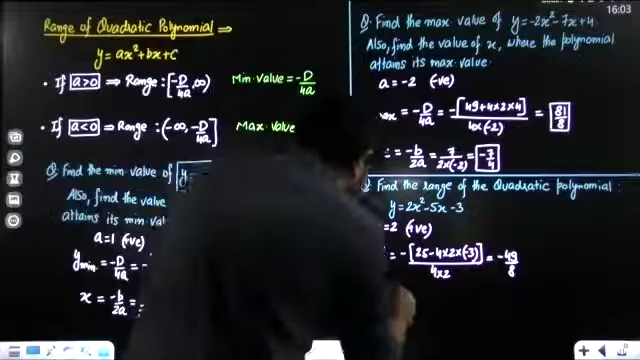 16:03
Range of Quadratic Polynomial ⇒
y = ax² + bx + c
• If a>0 ⇒ Range : [-D/4a, ∞) Min. Value = -D/4a
• If a<0 ⇒ Range : (-∞, -D/4a] Max. Value
Q. Find the min. value of y
Also, find the value
attains its min. val
a = 1 (+ve)
ymin. = -D/4a = -
x = -b/2a =
Q. Find the max. value of y = -2x² - 7x + 4.
Also, find the value of x, where the polynomial
attains its max. value.
a = -2 (-ve)
= -D/4a = -[49+4×2×4]/4×(-2) = 81/8
= -b/2a = 7/2×(-2) = -7/4
Q. Find the range of the Quadratic polynomial :
y = 2x² - 5x - 3
=2 (+ve)
= -[25-4×2×(-3)]/4×2 = -49/8